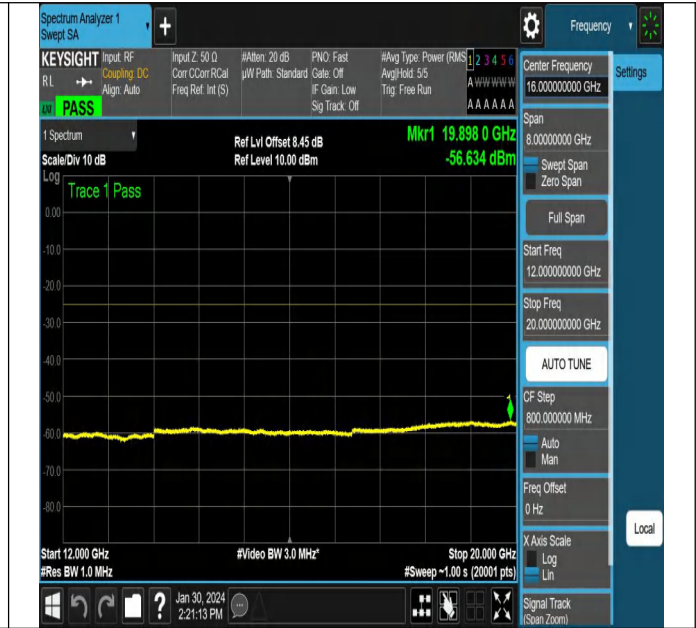 Spectrum Analyzer 1
Swept SA
+
Frequency
KEYSIGHT
RL
PASS
Input: RF
Coupling: DC
Align: Auto
Input Z: 50 Ω
Corr CCorr RCal
Freq Ref: Int (S)
#Atten: 20 dB
µW Path: Standard
PNO: Fast
Gate: Off
IF Gain: Low
Sig Track: Off
#Avg Type: Power (RMS
Avg|Hold: 5/5
Trig: Free Run
1 2 3 4 5 6
A W W W W W
A A A A A A
1 Spectrum
Scale/Div 10 dB
Ref Lvl Offset 8.45 dB
Ref Level 10.00 dBm
Mkr1 19.898 0 GHz
-56.634 dBm
Log
Trace 1 Pass
0.00
-10.0
-20.0
-30.0
-40.0
-50.0
-60.0
-70.0
-80.0
1
Start 12.000 GHz
#Res BW 1.0 MHz
#Video BW 3.0 MHz*
Stop 20.000 GHz
#Sweep ~1.00 s (20001 pts)
Center Frequency
16.000000000 GHz
Span
8.00000000 GHz
Swept Span
Zero Span
Full Span
Start Freq
12.000000000 GHz
Stop Freq
20.000000000 GHz
AUTO TUNE
CF Step
800.000000 MHz
Auto
Man
Freq Offset
0 Hz
X Axis Scale
Log
Lin
Signal Track
(Span Zoom)
Settings
Local
?
Jan 30, 2024
2:21:13 PM